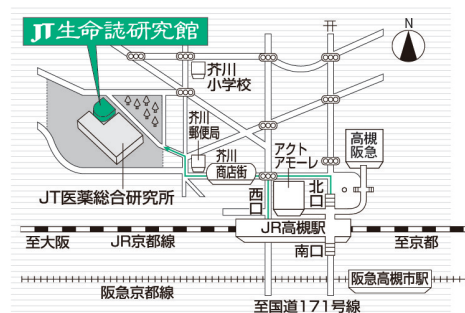 JT生命誌研究館
N
芥川
小学校
高槻
阪急
芥川
郵便局
アクト
アモーレ
芥川
商店街
JT医薬総合研究所
西口
北口
JR高槻駅
至大阪
JR京都線
南口
至京都
阪急京都線
阪急高槻市駅
至国道171号線